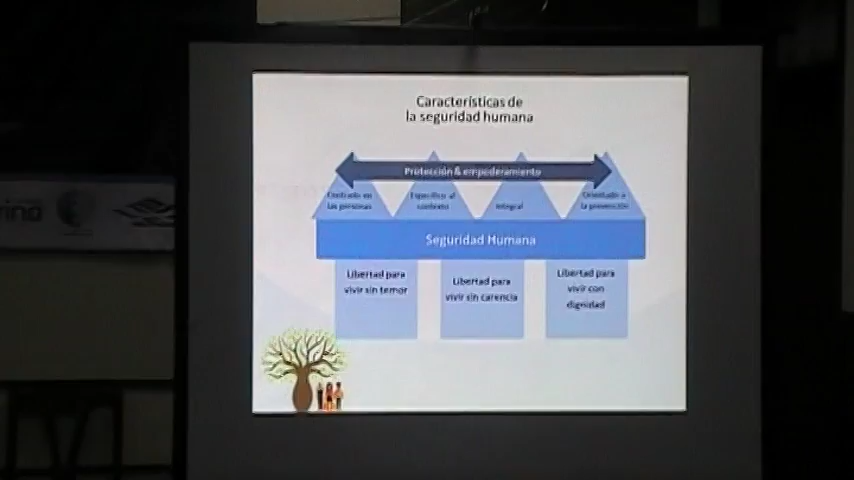 Características de
la seguridad humana
Protección & empoderamiento
Centrado en
las personas
Específico al
contexto
Integral
Orientado a
la prevención
Seguridad Humana
Libertad para
vivir sin temor
Libertad para
vivir sin carencia
Libertad para
vivir con
dignidad